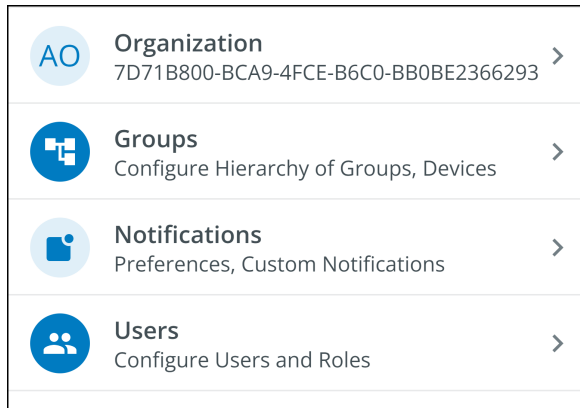 AO
Organization
7D71B800-BCA9-4FCE-B6C0-BB0BE2366293
Groups
Configure Hierarchy of Groups, Devices
Notifications
Preferences, Custom Notifications
Users
Configure Users and Roles